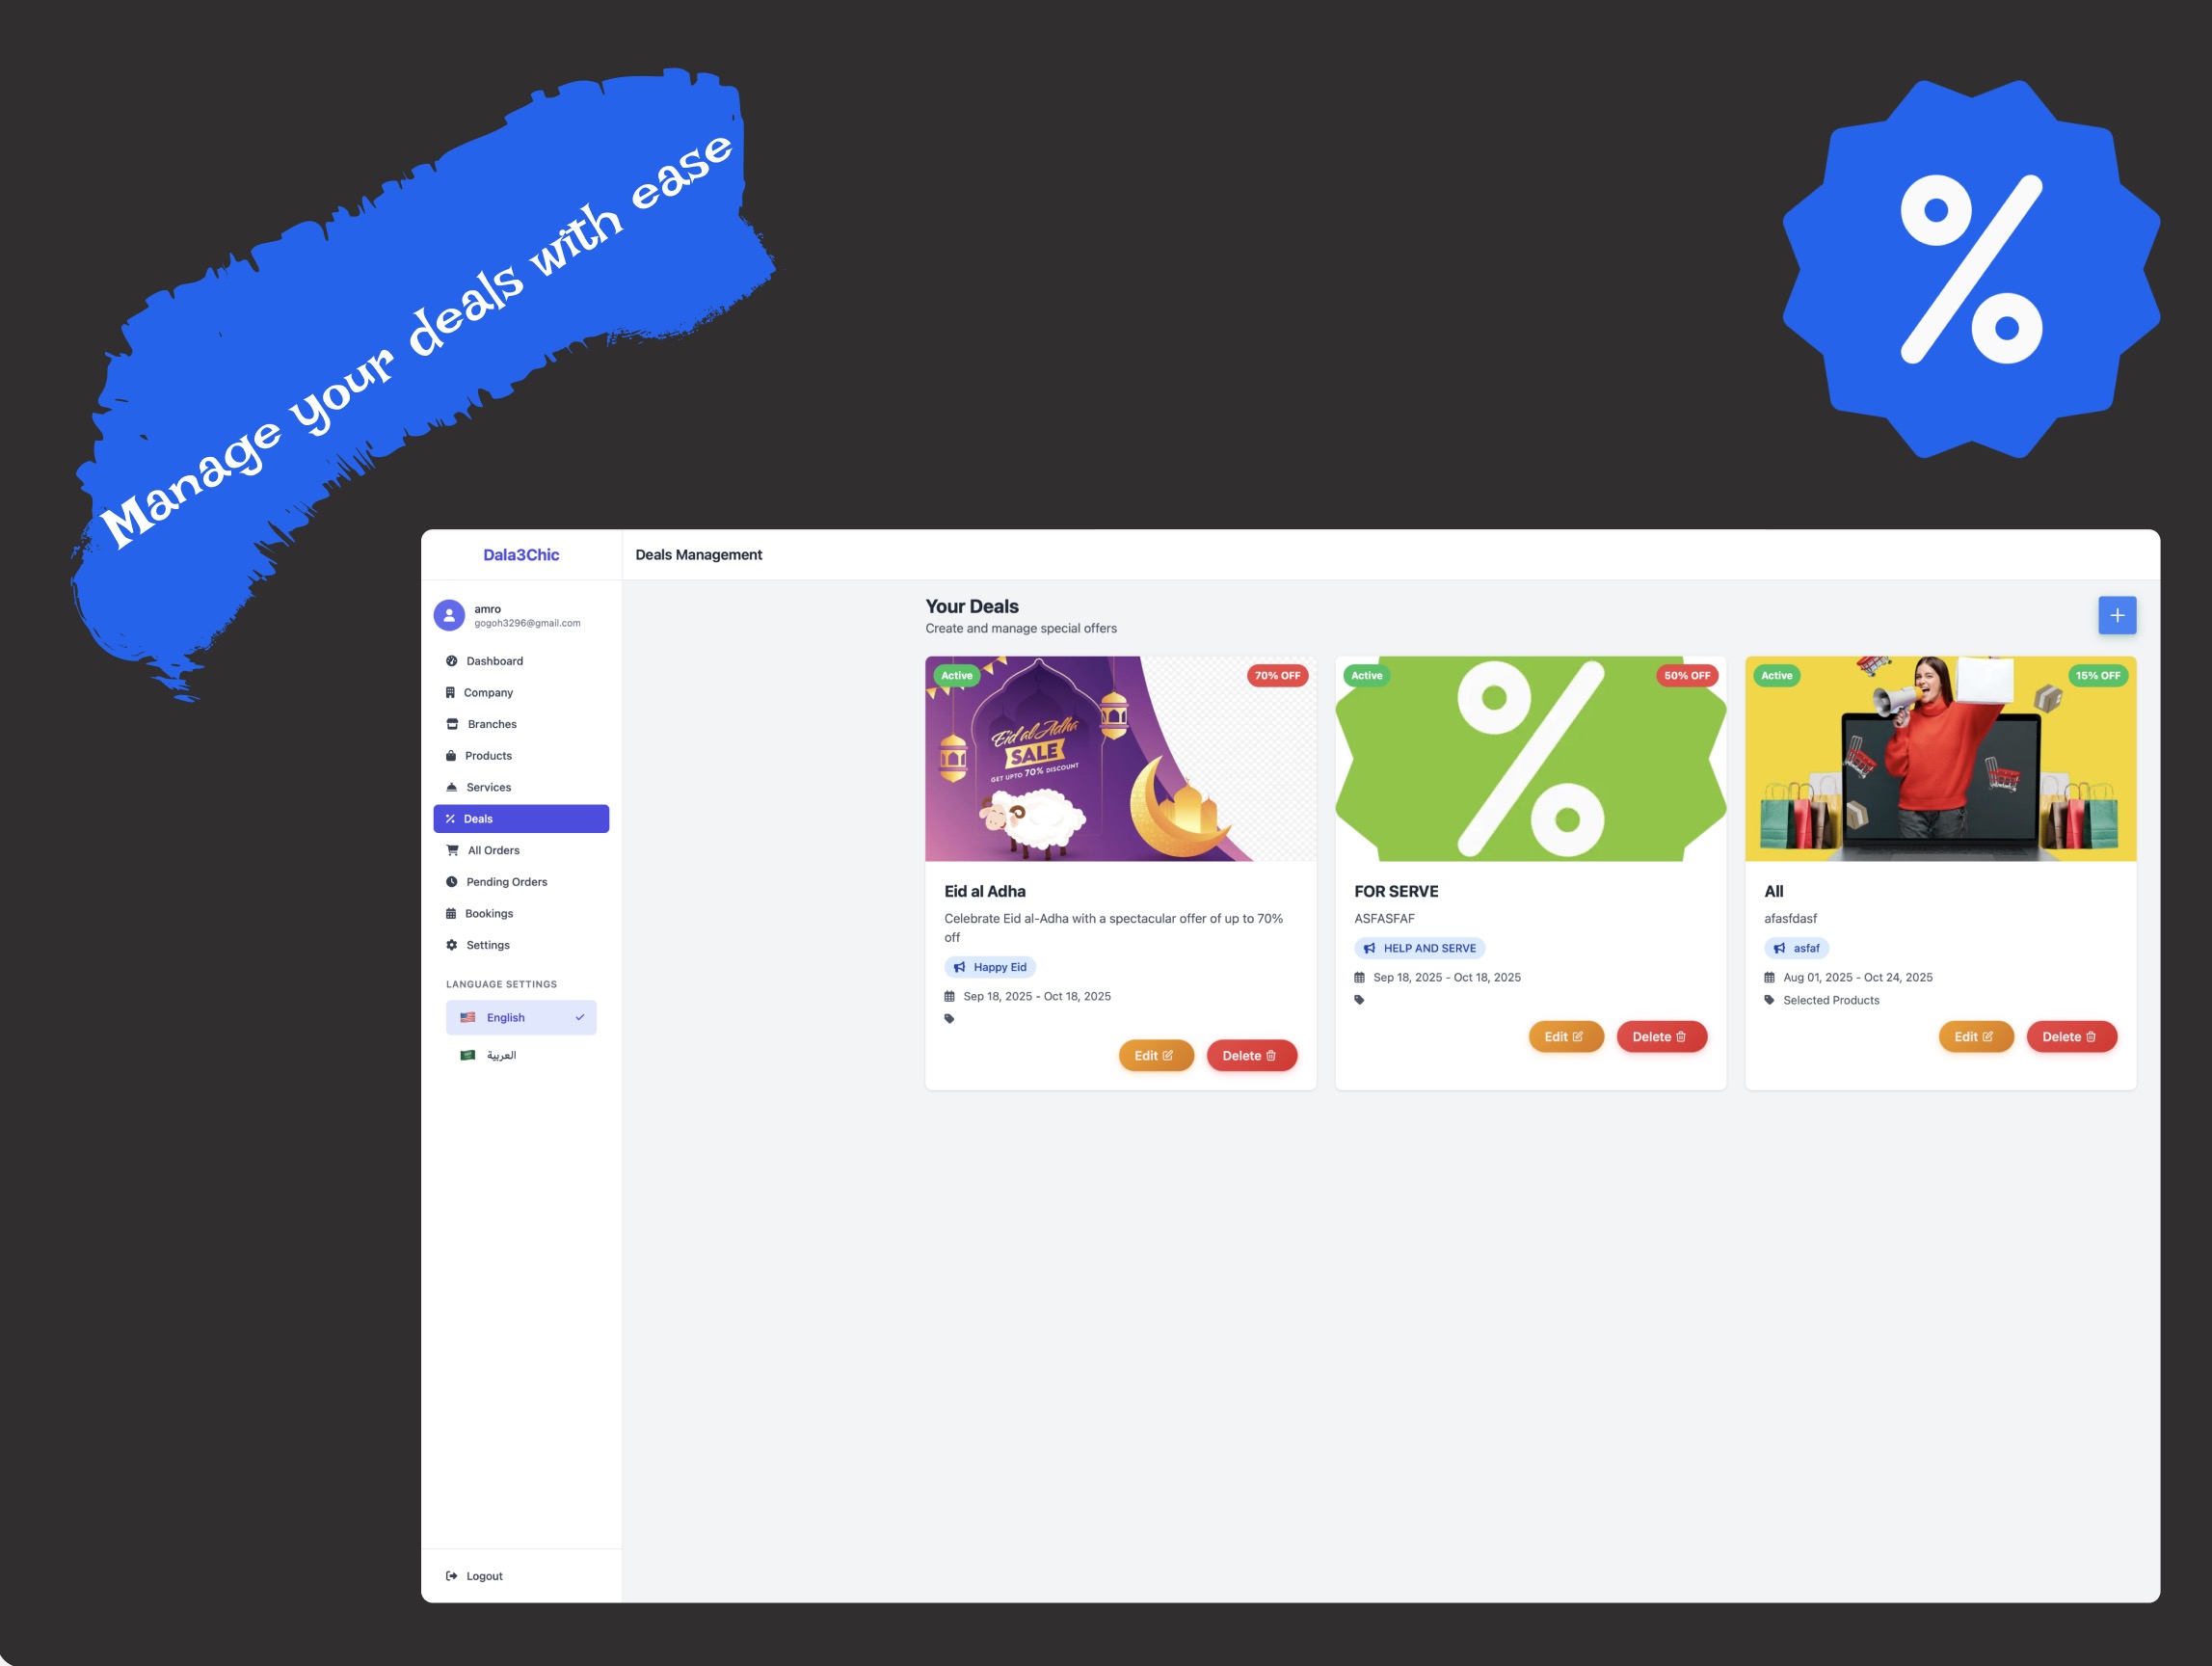 Manage your deals with ease
Dala3Chic
Deals Management
amro
gogoh3296@gmail.com
Dashboard
Company
Branches
Products
Services
Deals
All Orders
Pending Orders
Bookings
Settings
LANGUAGE SETTINGS
English
العربية
Logout
Your Deals
Create and manage special offers
Active
70% OFF
Eid al Adha
SALE
GET UPTO 70% DISCOUNT
Eid al Adha
Celebrate Eid al-Adha with a spectacular offer of up to 70%
off
Happy Eid
Sep 18, 2025 - Oct 18, 2025
Edit
Delete
Active
50% OFF
%
FOR SERVE
ASFASFAF
HELP AND SERVE
Sep 18, 2025 - Oct 18, 2025
Edit
Delete
Active
15% OFF
All
afasfdasf
asfaf
Aug 01, 2025 - Oct 24, 2025
Selected Products
Edit
Delete
%